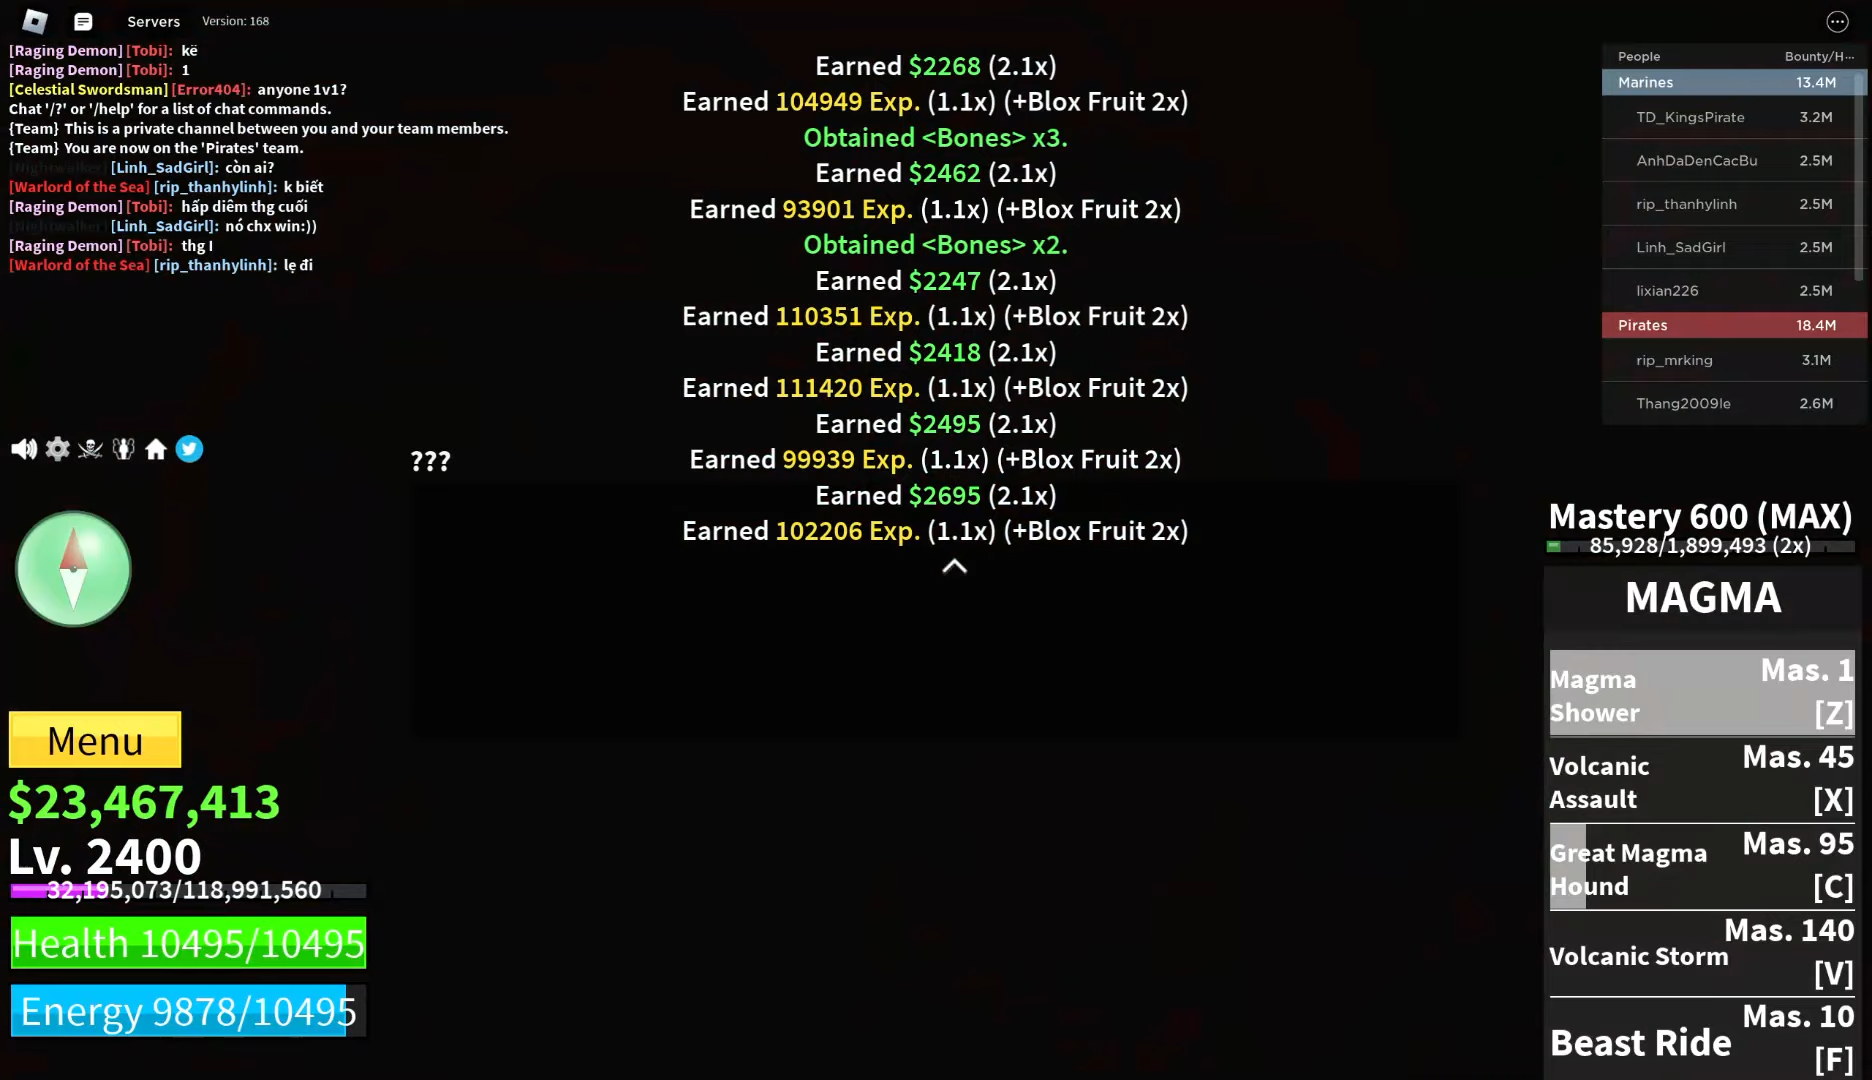 Servers Version: 168
[Raging Demon] [Tobi]: kë
[Raging Demon] [Tobi]: 1
[Celestial Swordsman] [Error404]: anyone 1v1?
Chat '/?' or '/help' for a list of chat commands.
{Team} This is a private channel between you and your team members.
{Team} You are now on the 'Pirates' team.
[Nightwalker] [Linh_SadGirl]: còn ai?
[Warlord of the Sea] [rip_thanhylinh]: k biết
[Raging Demon] [Tobi]: hấp diêm thg cuối
[Nightwalker] [Linh_SadGirl]: nó chx win:))
[Raging Demon] [Tobi]: thg I
[Warlord of the Sea] [rip_thanhylinh]: lẹ đi
Earned $2268 (2.1x)
Earned 104949 Exp. (1.1x) (+Blox Fruit 2x)
Obtained <Bones> x3.
Earned $2462 (2.1x)
Earned 93901 Exp. (1.1x) (+Blox Fruit 2x)
Obtained <Bones> x2.
Earned $2247 (2.1x)
Earned 110351 Exp. (1.1x) (+Blox Fruit 2x)
Earned $2418 (2.1x)
Earned 111420 Exp. (1.1x) (+Blox Fruit 2x)
Earned $2495 (2.1x)
Earned 99939 Exp. (1.1x) (+Blox Fruit 2x)
Earned $2695 (2.1x)
Earned 102206 Exp. (1.1x) (+Blox Fruit 2x)
???
People Bounty/H...
Marines 13.4M
TD_KingsPirate 3.2M
AnhDaDenCacBu 2.5M
rip_thanhylinh 2.5M
Linh_SadGirl 2.5M
lixian226 2.5M
Pirates 18.4M
rip_mrking 3.1M
Thang2009le 2.6M
Menu
$23,467,413
Lv. 2400
32,195,073/118,991,560
Health 10495/10495
Energy 9878/10495
Mastery 600 (MAX)
85,928/1,899,493 (2x)
MAGMA
Magma Shower Mas. 1 [Z]
Volcanic Assault Mas. 45 [X]
Great Magma Hound Mas. 95 [C]
Volcanic Storm Mas. 140 [V]
Beast Ride Mas. 10 [F]